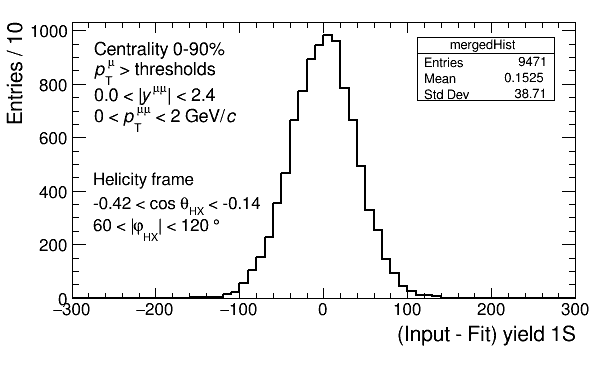 Entries / 10
1000
800
600
400
200
0
Centrality 0-90%
p_T^μ > thresholds
0.0 < |y^μμ| < 2.4
0 < p_T^μμ < 2 GeV/c
Helicity frame
-0.42 < cos θ_HX < -0.14
60 < |φ_HX| < 120 °
mergedHist
Entries 9471
Mean 0.1525
Std Dev 38.71
−300 −200 −100 0 100 200 300
(Input - Fit) yield 1S